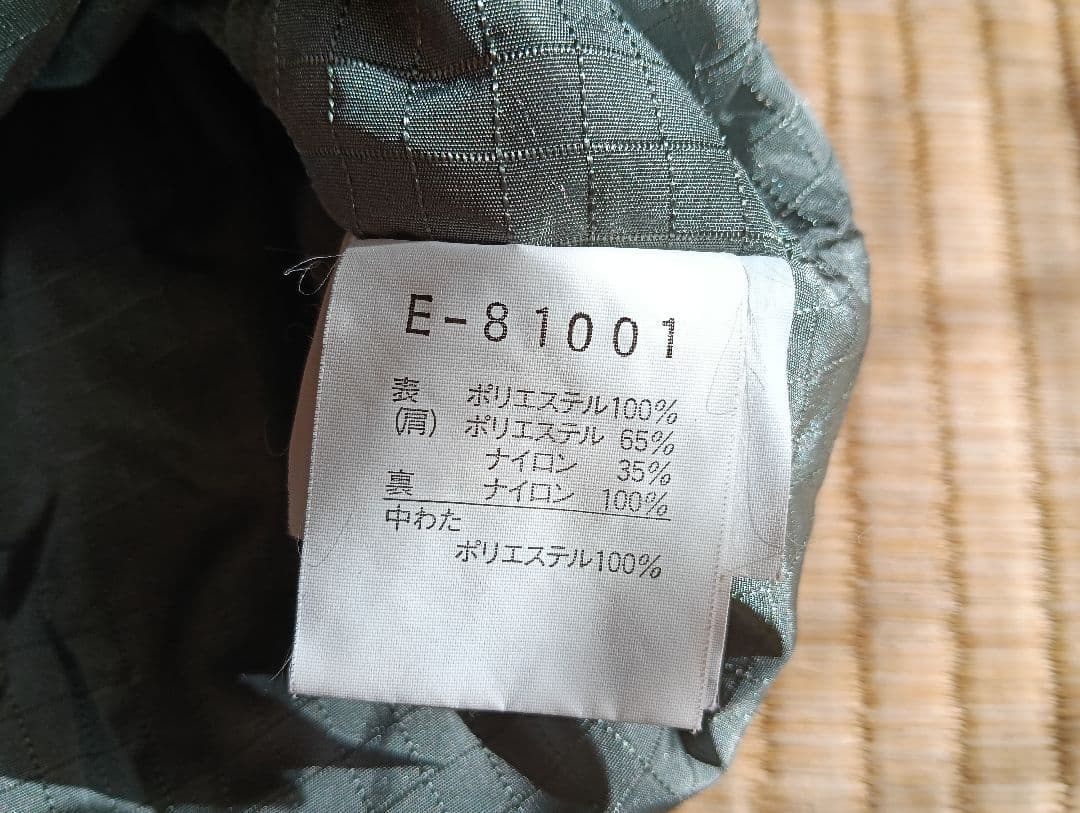 E-81001
表 ポリエステル100%
(肩) ポリエステル 65%
ナイロン 35%
裏 ナイロン 100%
中わた
ポリエステル100%